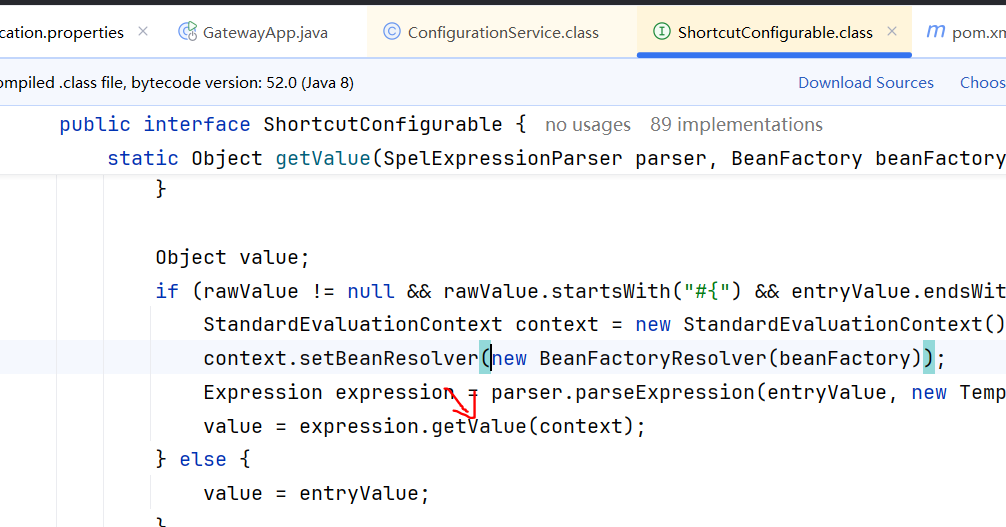 cation.properties GatewayApp.java ConfigurationService.class ShortcutConfigurable.class pom.xm
ompiled .class file, bytecode version: 52.0 (Java 8) Download Sources Choos
public interface ShortcutConfigurable { no usages 89 implementations
static Object getValue(SpelExpressionParser parser, BeanFactory beanFactory
}
Object value;
if (rawValue != null && rawValue.startsWith("#{") && entryValue.endsWit
StandardEvaluationContext context = new StandardEvaluationContext()
context.setBeanResolver(new BeanFactoryResolver(beanFactory));
Expression expression = parser.parseExpression(entryValue, new Temp
value = expression.getValue(context);
} else {
value = entryValue;
}